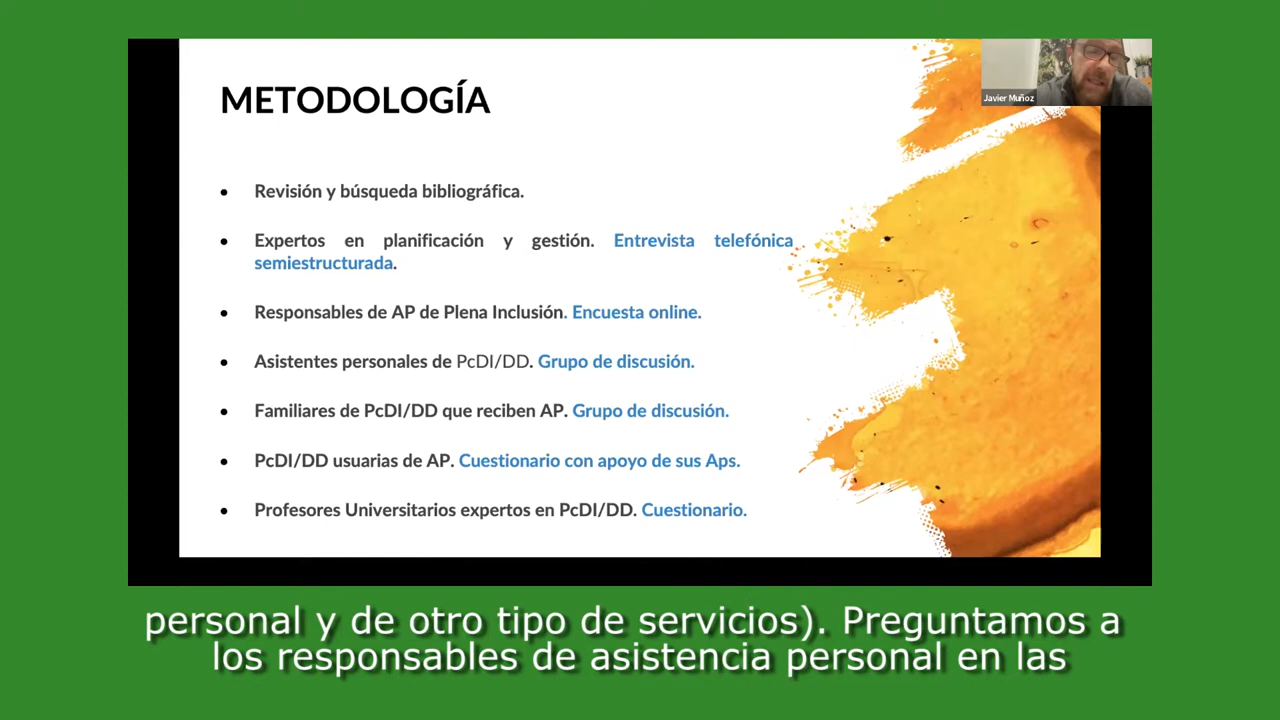 METODOLOGÍA
Javier Muñoz
• Revisión y búsqueda bibliográfica.
• Expertos en planificación y gestión. Entrevista telefónica
semiestructurada.
• Responsables de AP de Plena Inclusión. Encuesta online.
• Asistentes personales de PcDI/DD. Grupo de discusión.
• Familiares de PcDI/DD que reciben AP. Grupo de discusión.
• PcDI/DD usuarias de AP. Cuestionario con apoyo de sus Aps.
• Profesores Universitarios expertos en PcDI/DD. Cuestionario.
personal y de otro tipo de servicios). Preguntamos a
los responsables de asistencia personal en las